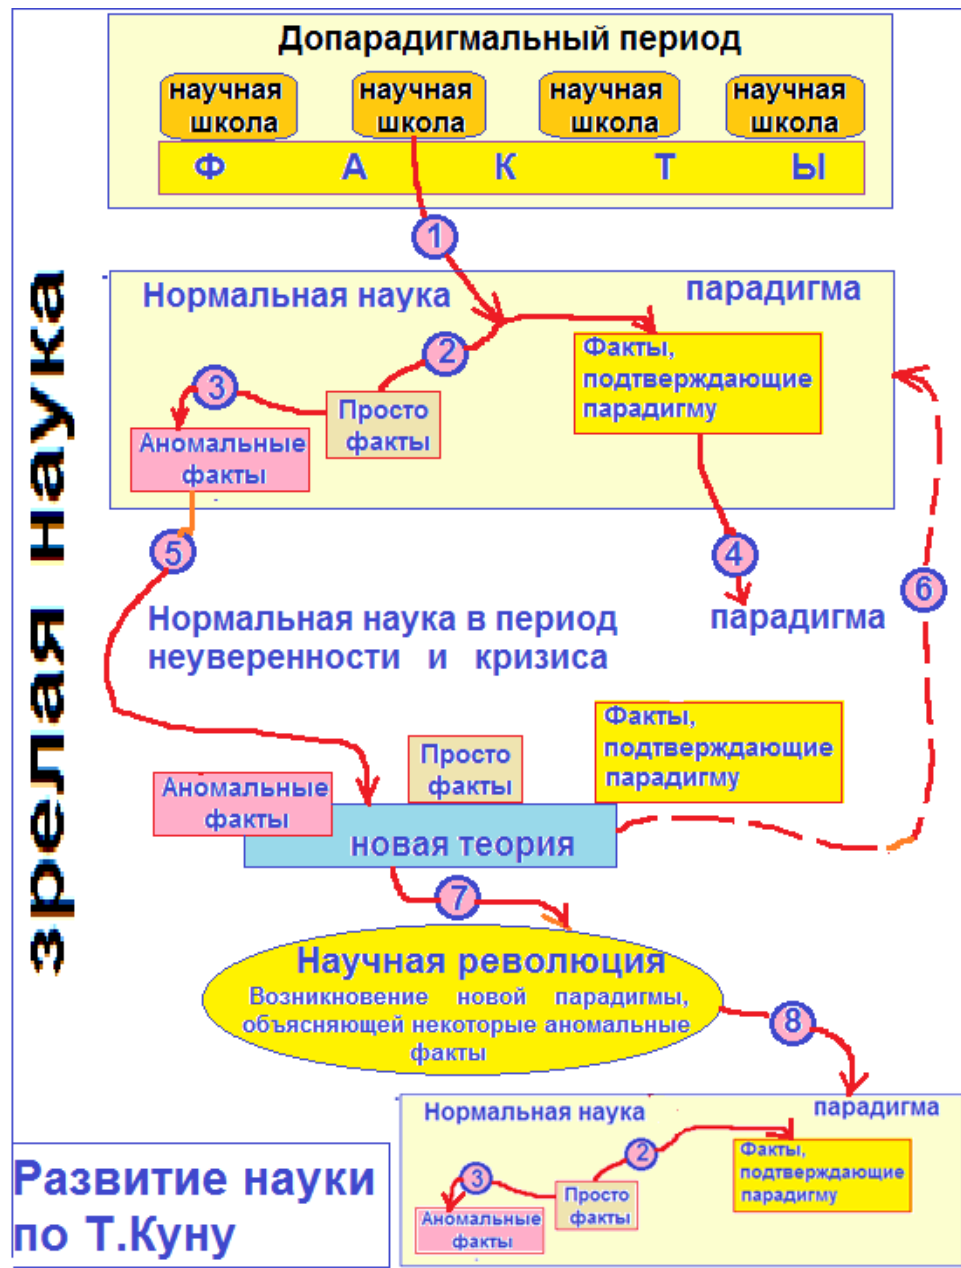 Допарадигмальный период
научная школа
научная школа
научная школа
научная школа
Ф А К Т Ы
1
зрелая наука
Нормальная наука
парадигма
2
3
Просто
факты
Аномальные
факты
Факты,
подтверждающие
парадигму
5
4
6
Нормальная наука в период
неуверенности и кризиса
парадигма
Аномальные
факты
Просто
факты
Факты,
подтверждающие
парадигму
новая теория
7
Научная революция
Возникновение новой парадигмы,
объясняющей некоторые аномальные
факты
8
Нормальная наука
парадигма
2
3
Просто
факты
Аномальные
факты
Факты,
подтверждающие
парадигму
Развитие науки
по Т.Куну